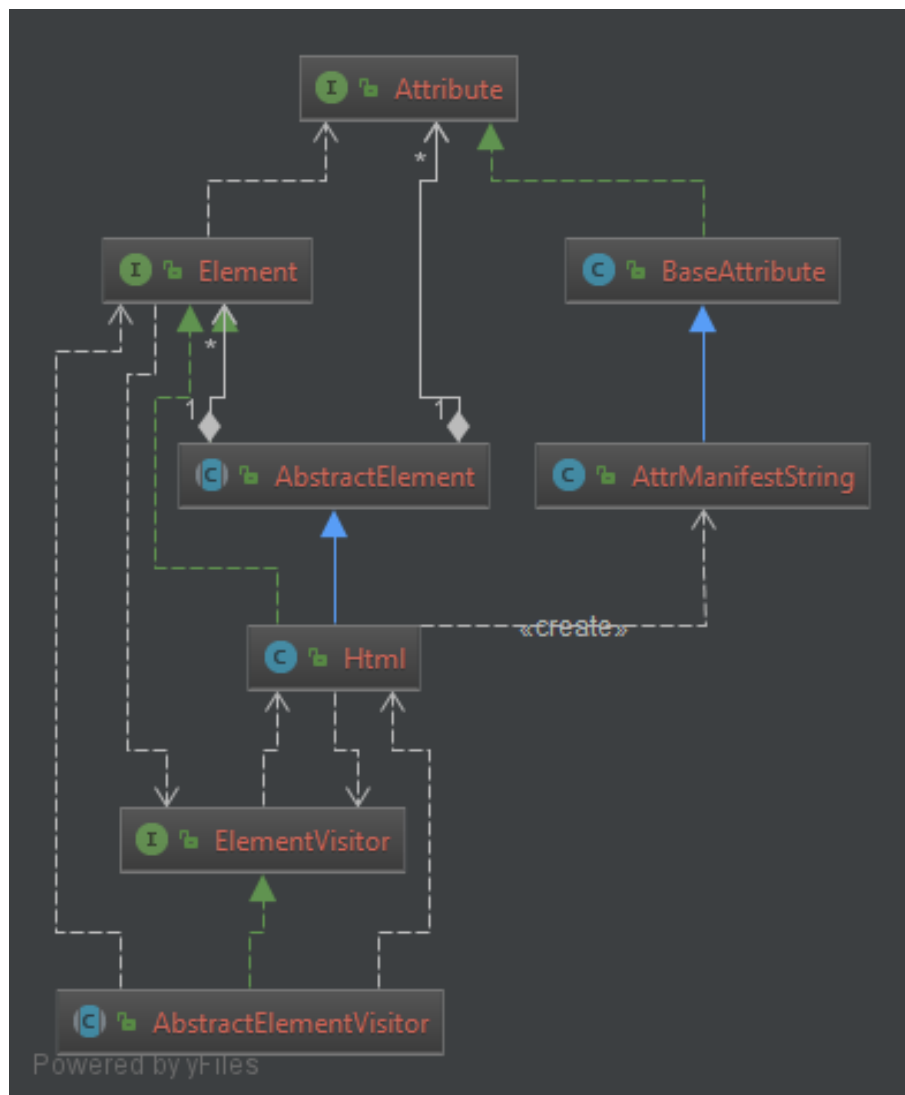 I Attribute
*
I Element
C BaseAttribute
*
1
1
C AbstractElement
C AttrManifestString
«create»
C Html
I ElementVisitor
C AbstractElementVisitor
Powered by yFiles